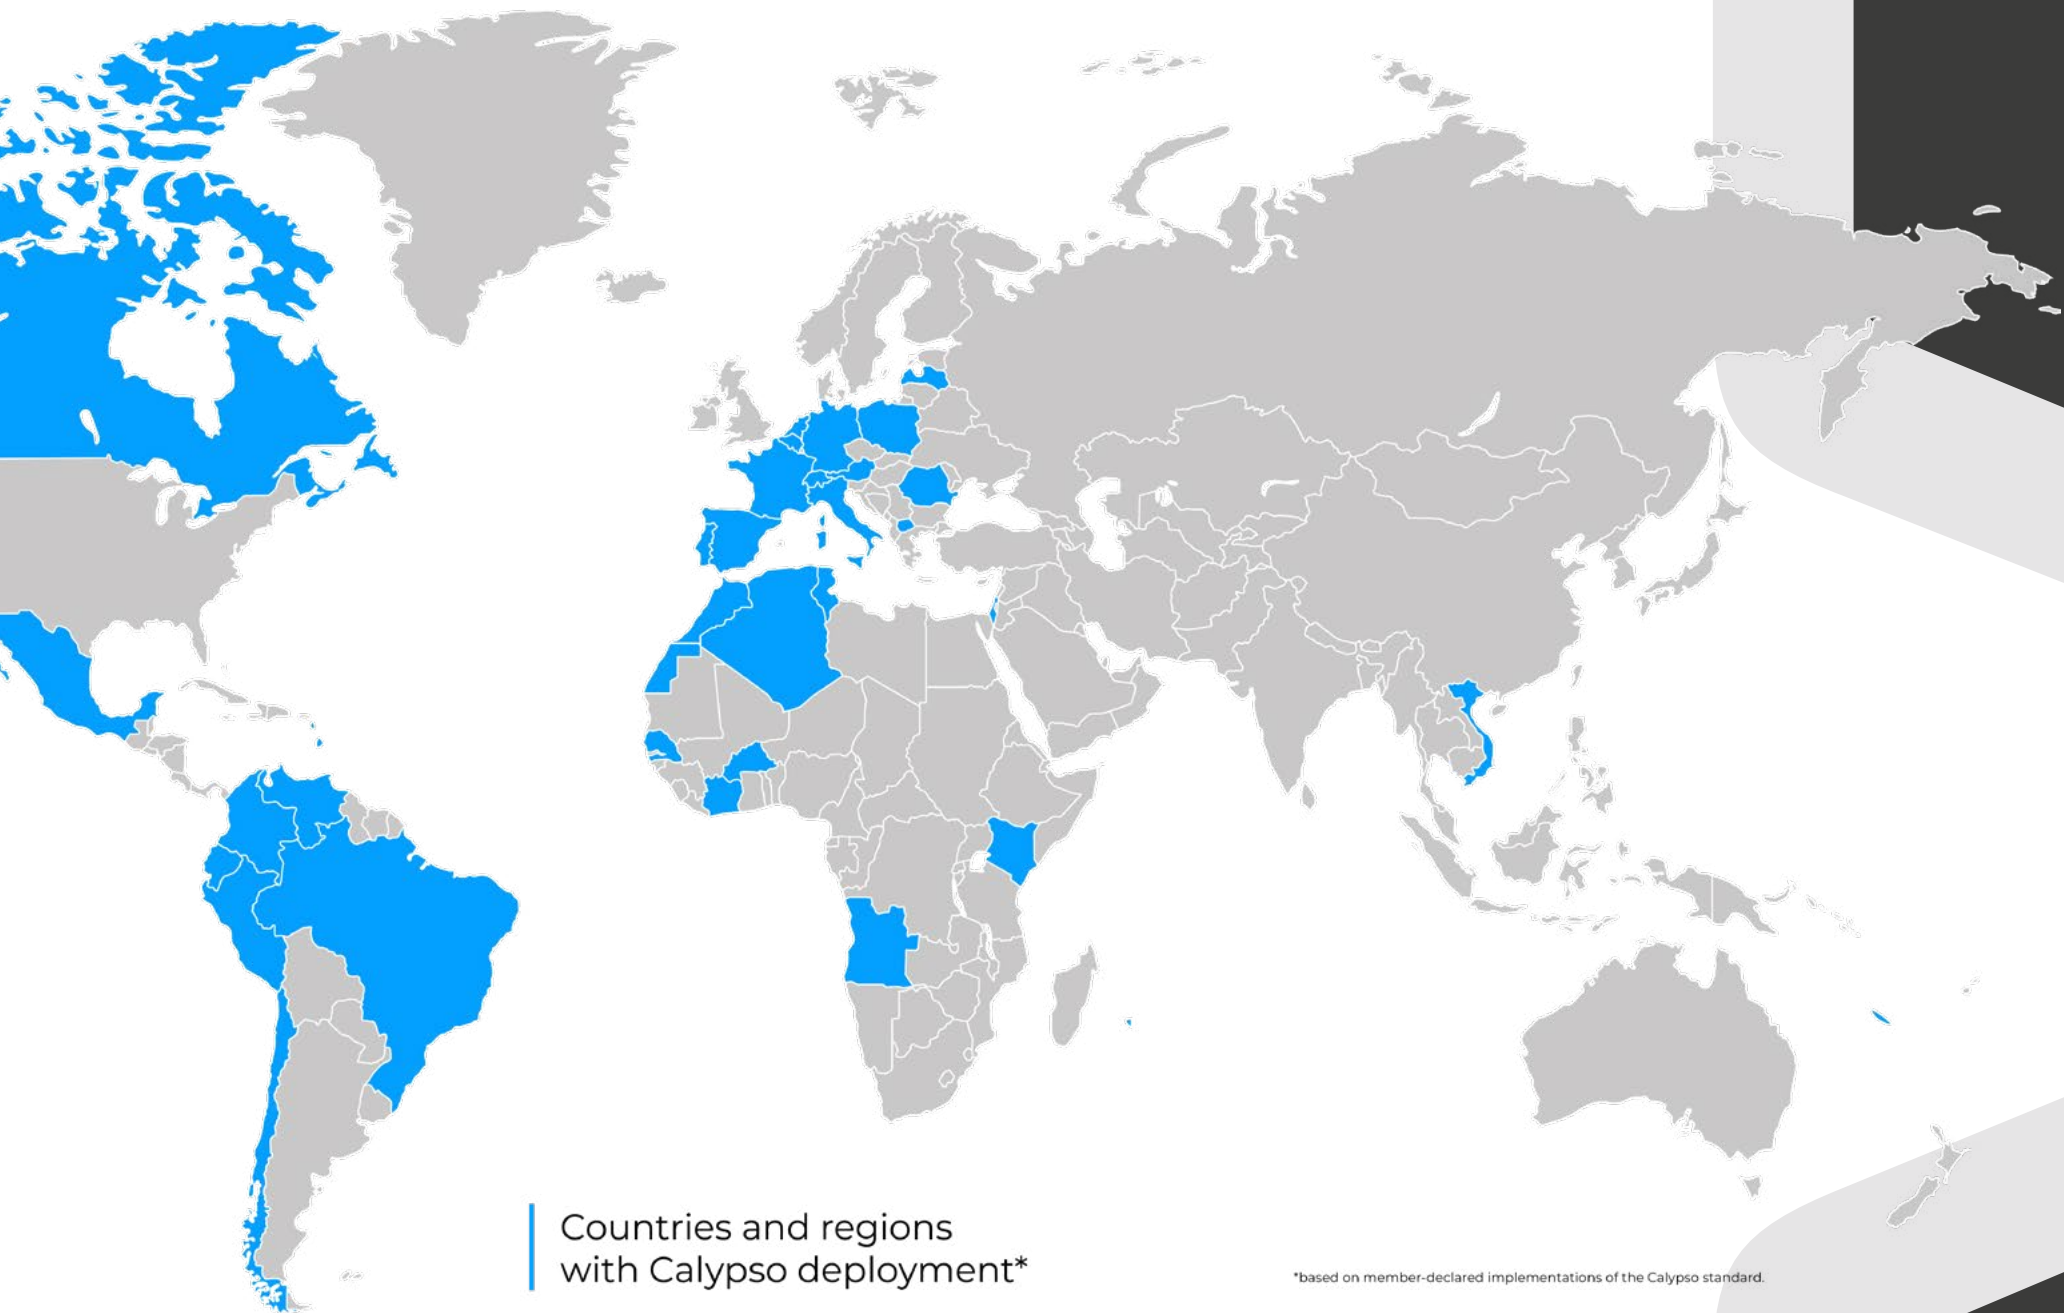 Countries and regions
with Calypso deployment*
*based on member-declared implementations of the Calypso standard.